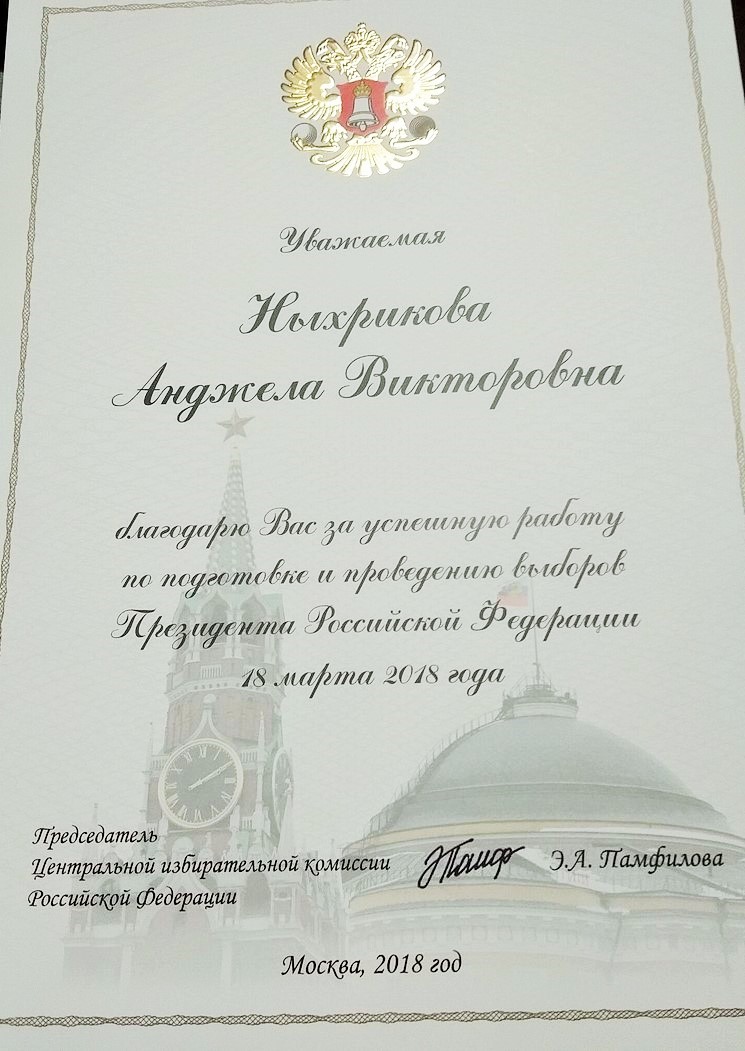 Уважаемая
Ныхрикова
Анджела Викторовна
благодарю Вас за успешную работу
по подготовке и проведению выборов
Президента Российской Федерации
18 марта 2018 года
Председатель
Центральной избирательной комиссии
Российской Федерации
Э.А. Памфилова
Москва, 2018 год